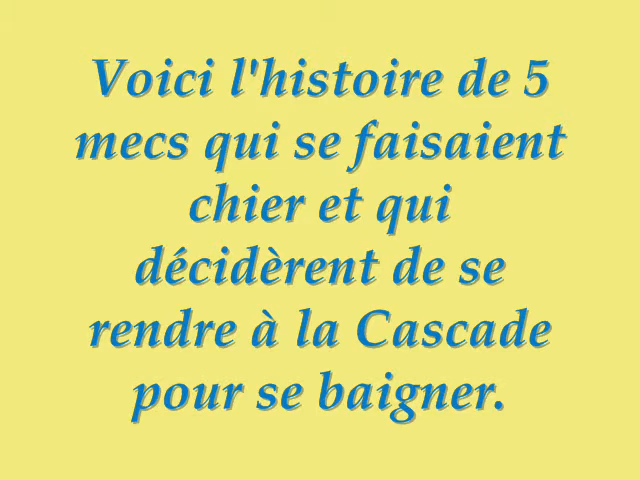 Voici l'histoire de 5
mecs qui se faisaient
chier et qui
décidèrent de se
rendre à la Cascade
pour se baigner.